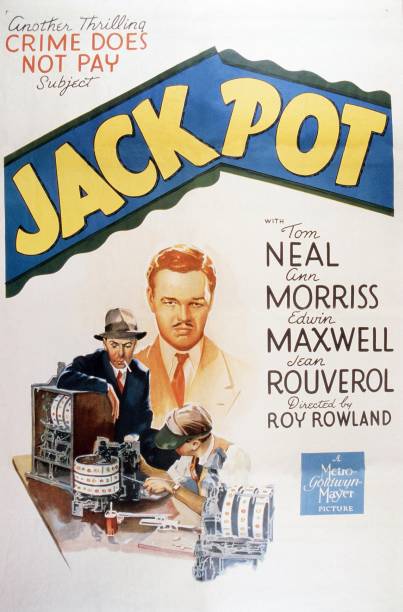 Another Thrilling
CRIME DOES
NOT PAY
Subject
JACK POT
WITH Tom
NEAL
Ann
MORRISS
Edwin
MAXWELL
Jean
ROUVEROL
Directed by
ROY ROWLAND
A
Metro-
Goldwyn-
Mayer
PICTURE